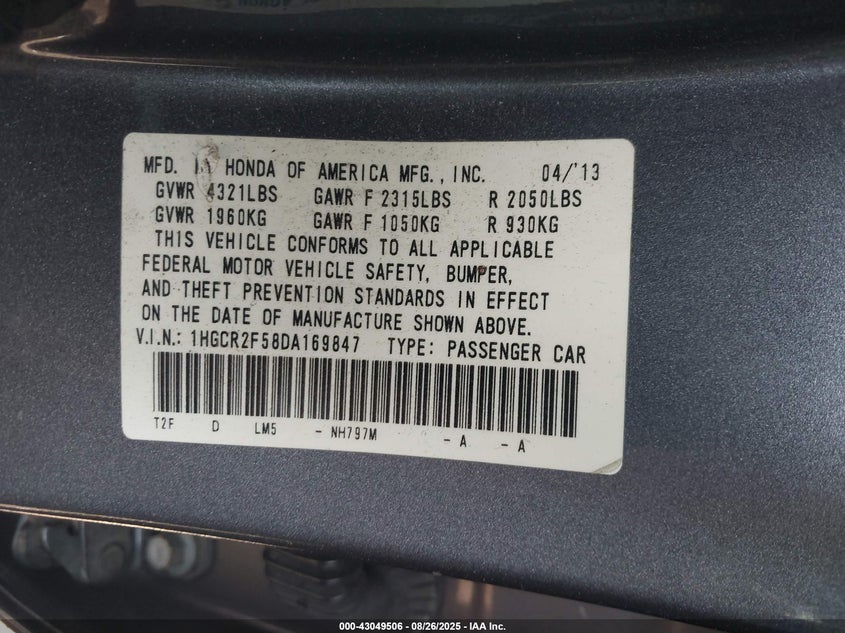 MFD. IN HONDA OF AMERICA MFG., INC. 04/'13
GVWR 4321LBS GAWR F 2315LBS R 2050LBS
GVWR 1960KG GAWR F 1050KG R 930KG
THIS VEHICLE CONFORMS TO ALL APPLICABLE
FEDERAL MOTOR VEHICLE SAFETY, BUMPER,
AND THEFT PREVENTION STANDARDS IN EFFECT
ON THE DATE OF MANUFACTURE SHOWN ABOVE.
V.I.N.: 1HGCR2F58DA169847 TYPE: PASSENGER CAR
T2F D LM5 - NH797M - A - A
000-43049506 - 08/26/2025 - IAA Inc.